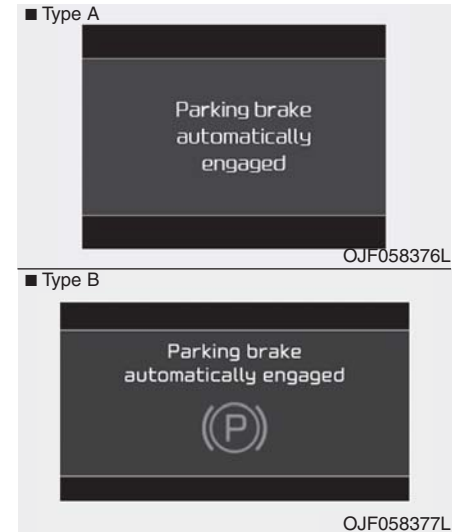 ■ Type A
Parking brake
automatically
engaged
OJF058376L
■ Type B
Parking brake
automatically engaged
(P)
OJF058377L